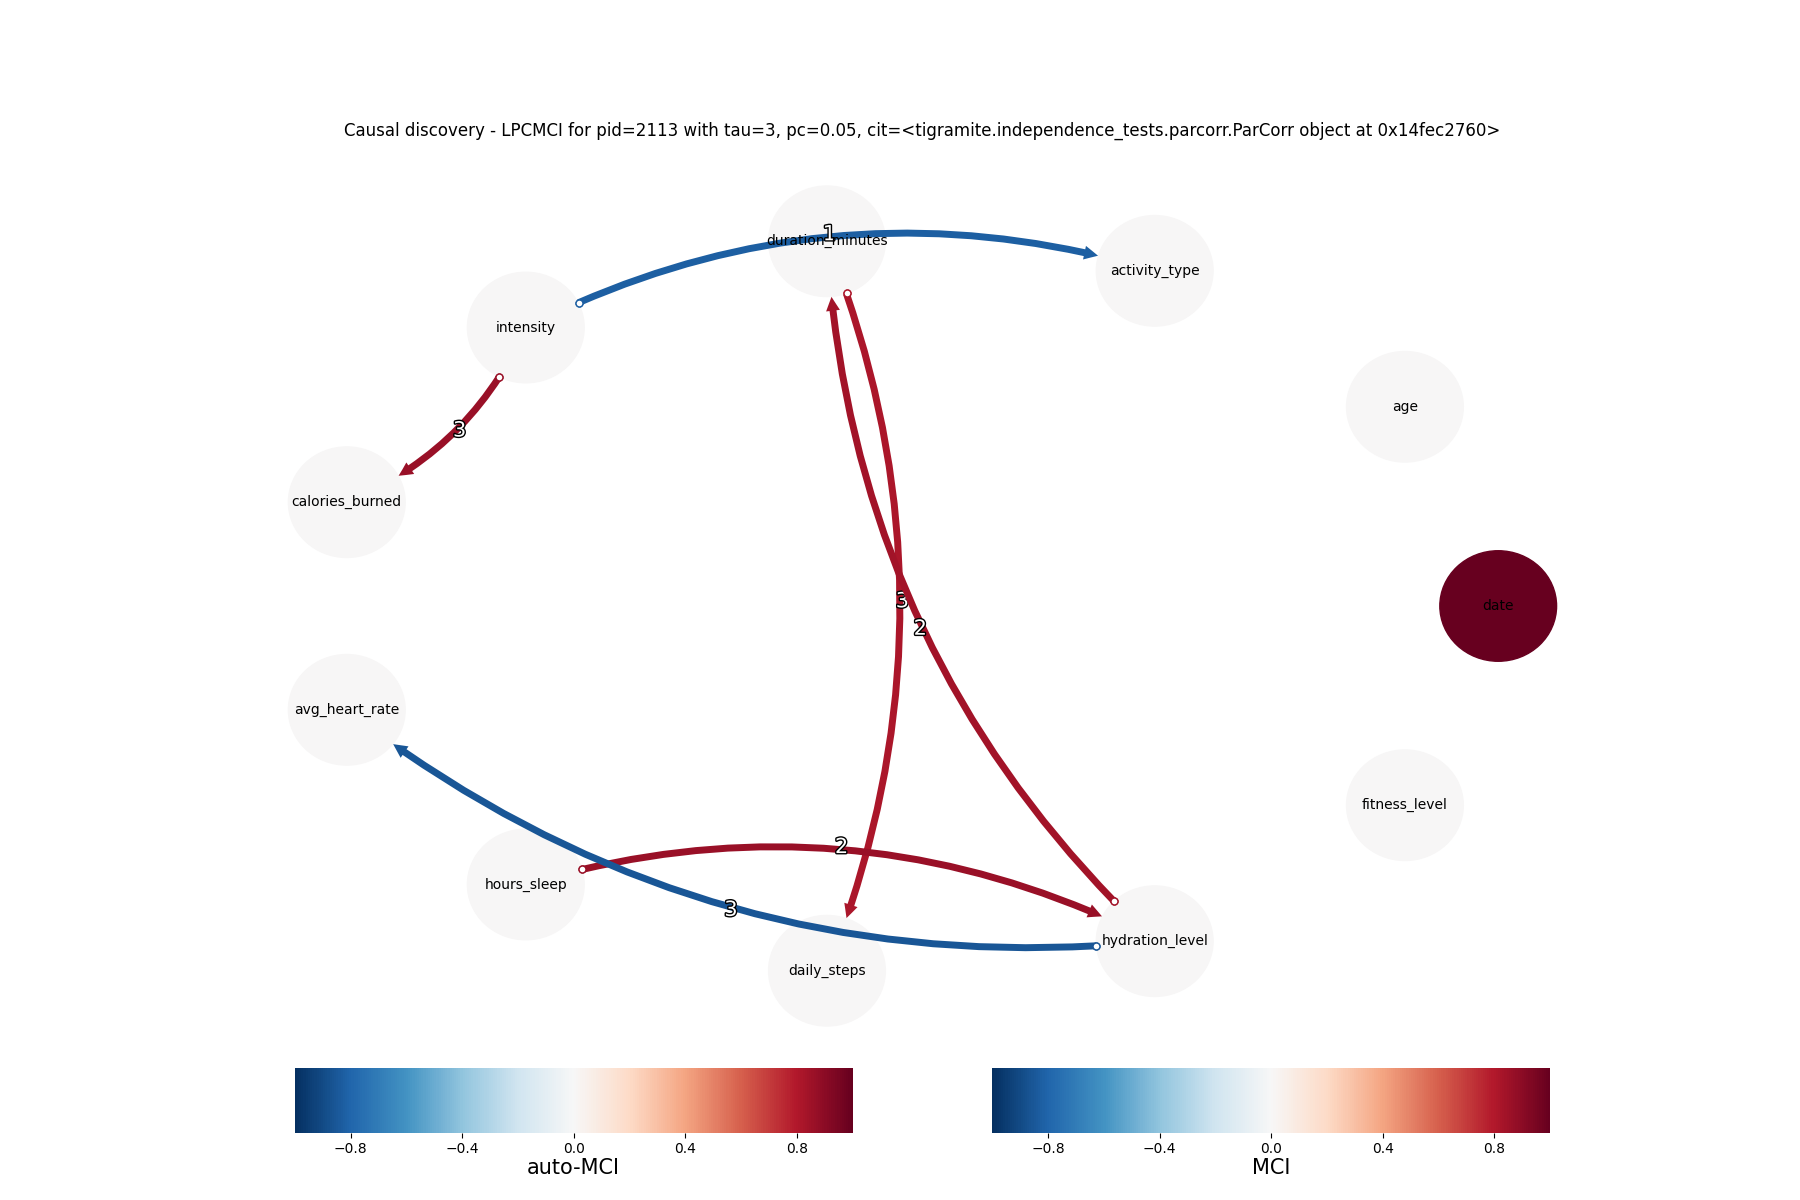 Causal discovery - LPCMCI for pid=2113 with tau=3, pc=0.05, cit=<tigramite.independence_tests.parcorr.ParCorr object at 0x14fec2760>
1
duration_minutes
activity_type
intensity
age
3
calories_burned
date
3
2
avg_heart_rate
fitness_level
2
hours_sleep
3
hydration_level
daily_steps
−0.8 −0.4 0.0 0.4 0.8
auto-MCI
−0.8 −0.4 0.0 0.4 0.8
MCI